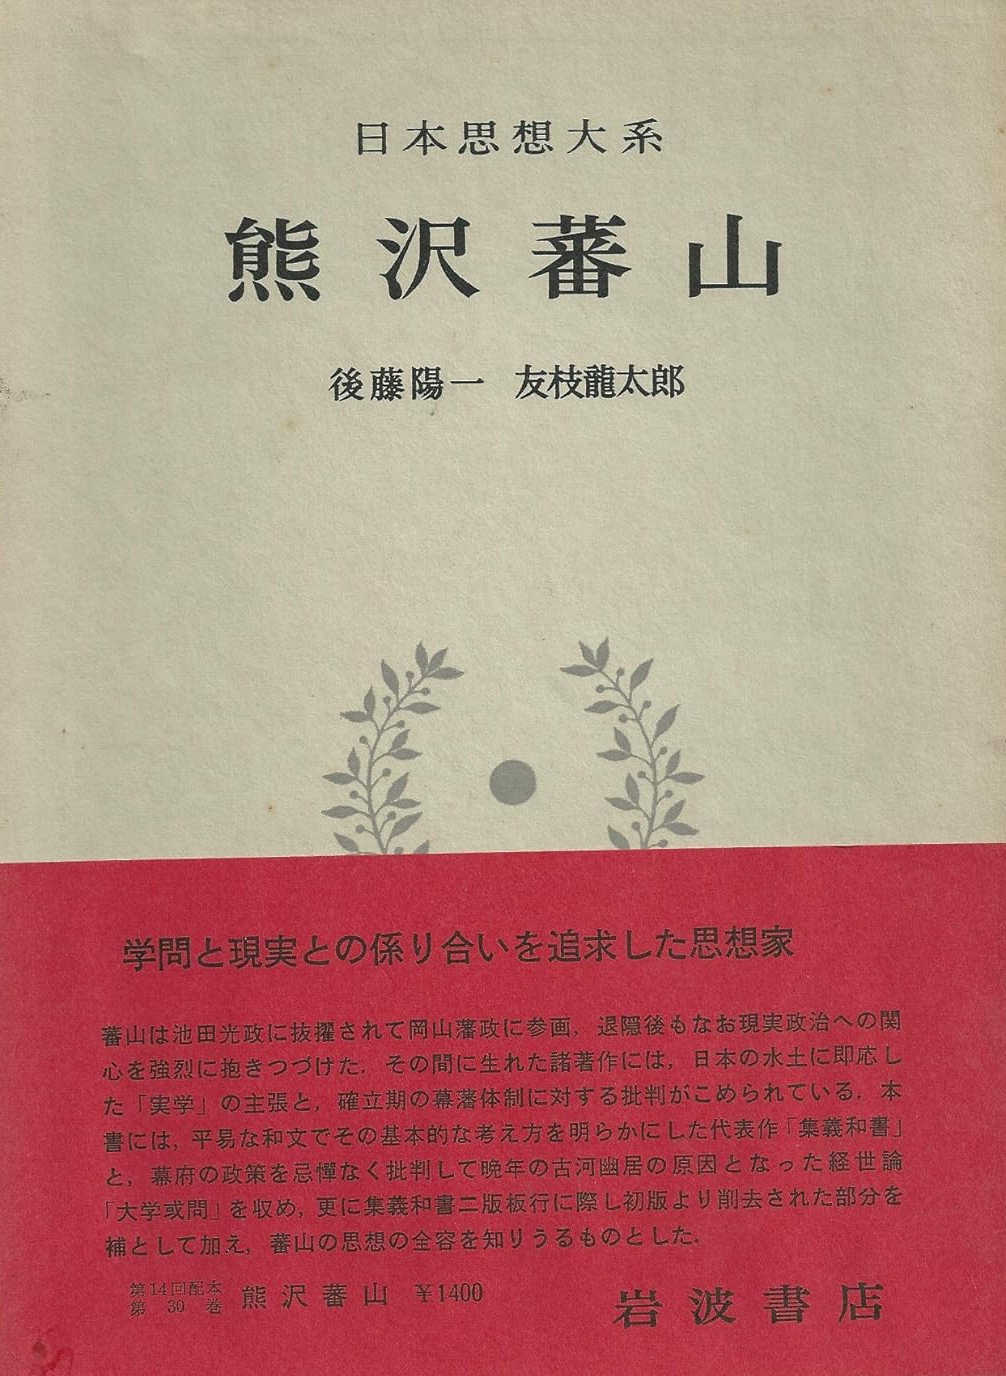 日本思想大系
熊沢蕃山
後藤陽一 友枝龍太郎
学問と現実との係り合いを追求した思想家
蕃山は池田光政に抜擢されて岡山藩政に参画，退隠後もなお現実政治への関
心を強烈に抱きつづけた．その間に生れた諸著作には，日本の水土に即応し
た「実学」の主張と，確立期の幕藩体制に対する批判がこめられている．本
書には，平易な和文でその基本的な考え方を明らかにした代表作「集義和書」
と，幕府の政策を忌憚なく批判して晩年の古河幽居の原因となった経世論
「大学或問」を収め，更に集義和書二版板行に際し初版より削去された部分を
補として加え，蕃山の思想の全容を知りうるものとした．
第14回配本
第30巻
熊沢蕃山 ¥1400
岩波書店